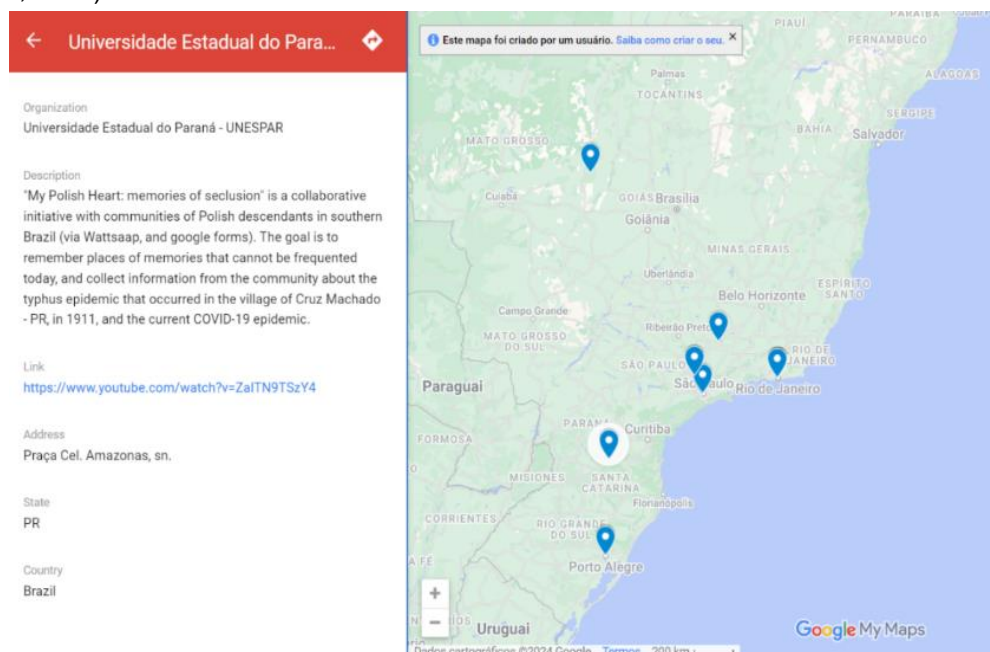 Universidade Estadual do Para...
Organization
Universidade Estadual do Paraná - UNESPAR
Description
"My Polish Heart: memories of seclusion" is a collaborative
initiative with communities of Polish descendants in southern
Brazil (via Wattsaap, and google forms). The goal is to
remember places of memories that cannot be frequented
today, and collect information from the community about the
typhus epidemic that occurred in the village of Cruz Machado
- PR, in 1911, and the current COVID-19 epidemic.
Link
https://www.youtube.com/watch?v=ZaITN9TSzY4
Address
Praça Cel. Amazonas, sn.
State
PR
Country
Brazil
Este mapa foi criado por um usuário. Saiba como criar o seu.
PIAUÍ
PARAÍBA
PERNAMBUCO
Palmas
ALAGOAS
TOCANTINS
SERGIPE
BAHIA
Salvador
MATO GROSSO
Cuiabá
GOIÁS
Brasília
Goiânia
MINAS GERAIS
Uberlândia
ESPÍRITO
SANTO
Belo Horizonte
Campo Grande
Ribeirão Preto
MATO GROSSO
DO SUL
RIO DE
JANEIRO
SÃO PAULO
São Paulo
Rio de Janeiro
Paraguai
PARANÁ
Curitiba
FORMOSA
MISIONES
SANTA
CATARINA
Florianópolis
CORRIENTES
RIO GRANDE
DO SUL
Porto Alegre
Uruguai
Google My Maps
Dados cartográficos ©2024 Google
Termos
200 km